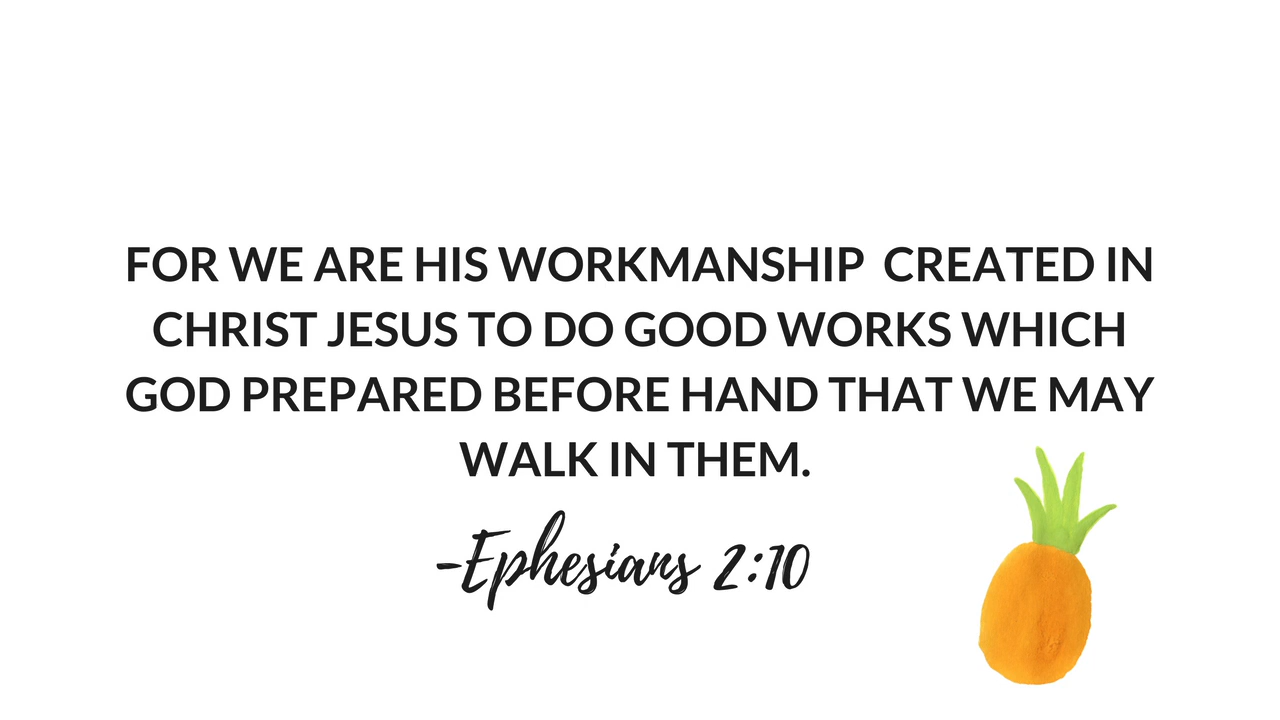 FOR WE ARE HIS WORKMANSHIP  CREATED IN
CHRIST JESUS TO DO GOOD WORKS WHICH
GOD PREPARED BEFORE HAND THAT WE MAY
WALK IN THEM.
-Ephesians 2:10